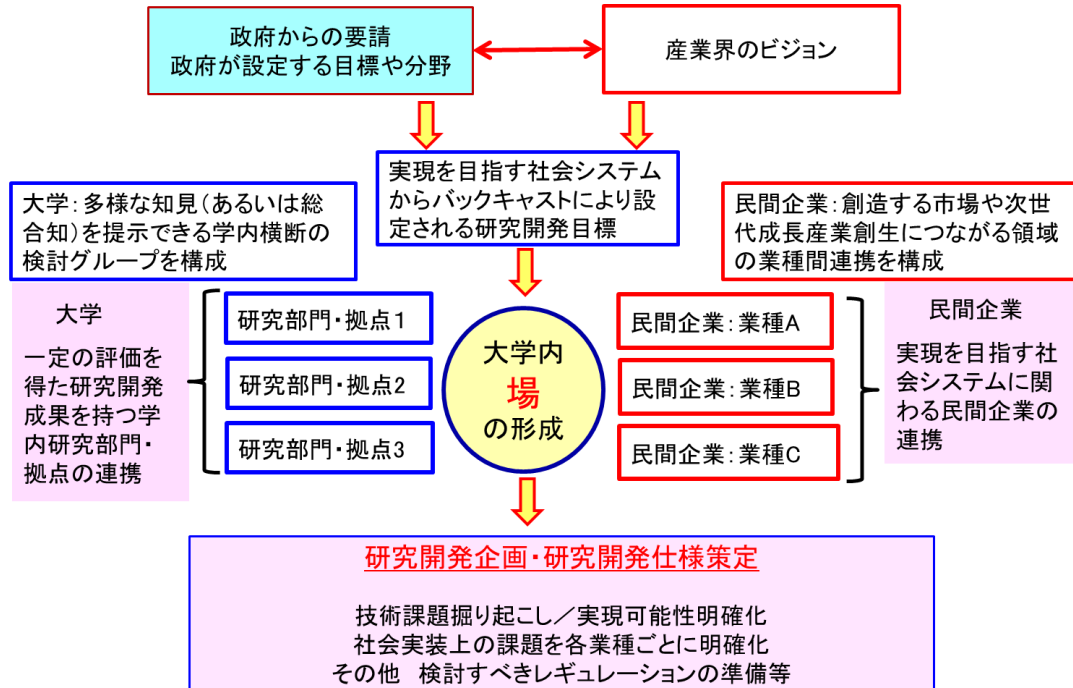 政府からの要請
政府が設定する目標や分野
産業界のビジョン
実現を目指す社会システム
からバックキャストにより設
定される研究開発目標
大学:多様な知見(あるいは総
合知)を提示できる学内横断の
検討グループを構成
民間企業:創造する市場や次世
代成長産業創生につながる領域
の業種間連携を構成
大学
一定の評価を
得た研究開発
成果を持つ学
内研究部門・
拠点の連携
研究部門・拠点1
研究部門・拠点2
研究部門・拠点3
大学内
場
の形成
民間企業:業種A
民間企業:業種B
民間企業:業種C
民間企業
実現を目指す社
会システムに関
わる民間企業の
連携
研究開発企画・研究開発仕様策定
技術課題掘り起こし/実現可能性明確化
社会実装上の課題を各業種ごとに明確化
その他 検討すべきレギュレーションの準備等